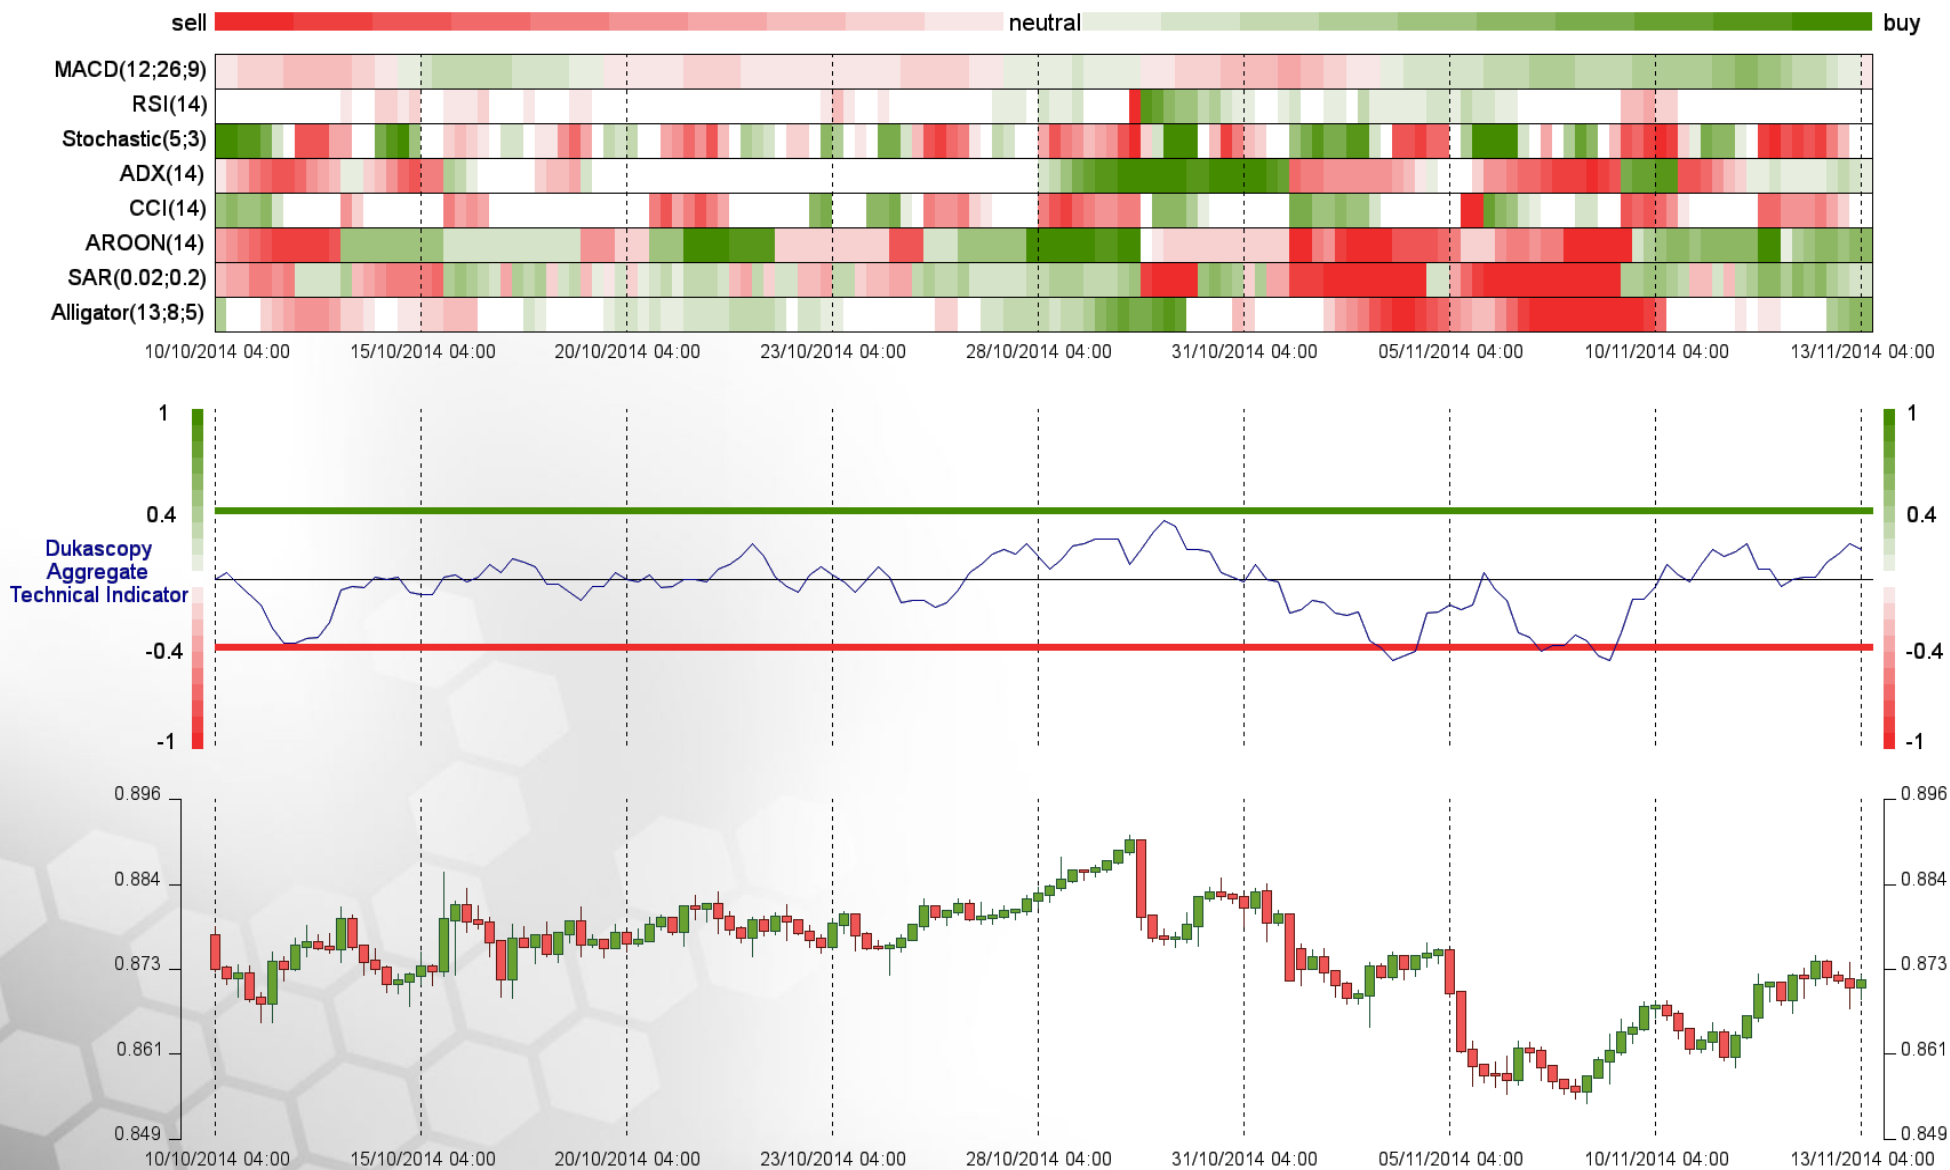 sell neutral buy
MACD(12;26;9)
RSI(14)
Stochastic(5;3)
ADX(14)
CCI(14)
AROON(14)
SAR(0.02;0.2)
Alligator(13;8;5)
10/10/2014 04:00 15/10/2014 04:00 20/10/2014 04:00 23/10/2014 04:00 28/10/2014 04:00 31/10/2014 04:00 05/11/2014 04:00 10/11/2014 04:00 13/11/2014 04:00
1 1
0.4 0.4
Dukascopy
Aggregate
Technical Indicator
-0.4 -0.4
-1 -1
0.896 0.896
0.884 0.884
0.873 0.873
0.861 0.861
0.849 0.849
10/10/2014 04:00 15/10/2014 04:00 20/10/2014 04:00 23/10/2014 04:00 28/10/2014 04:00 31/10/2014 04:00 05/11/2014 04:00 10/11/2014 04:00 13/11/2014 04:00